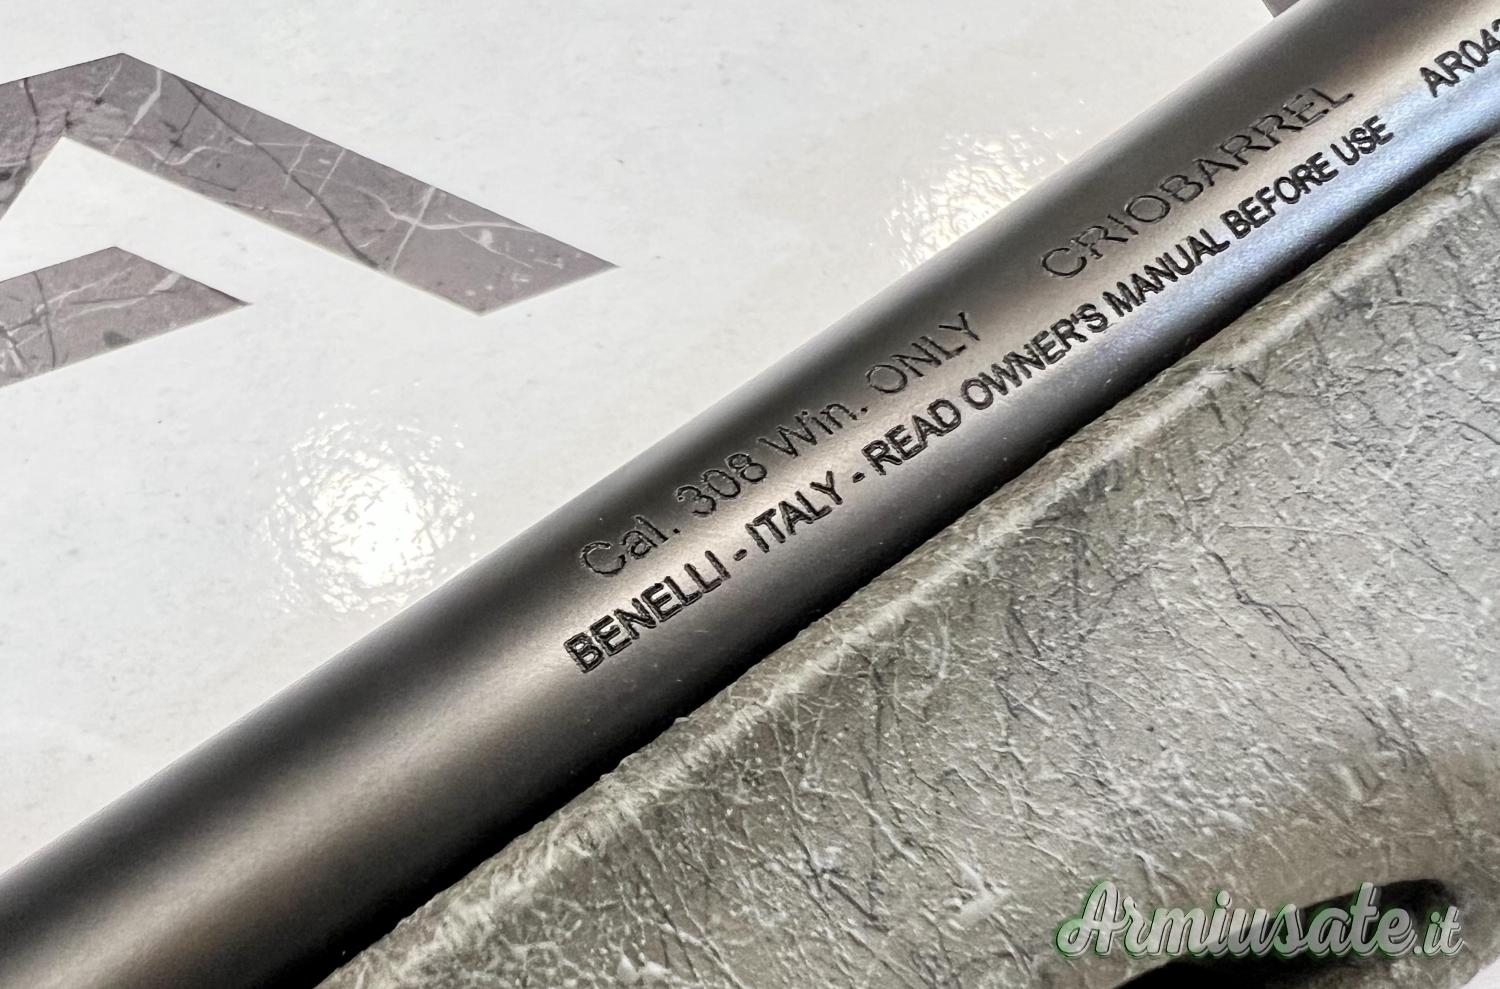 Cal. 308 Win. ONLY CRIOBARREL
BENELLI - ITALY - READ OWNER'S MANUAL BEFORE USE
Armiusate.it